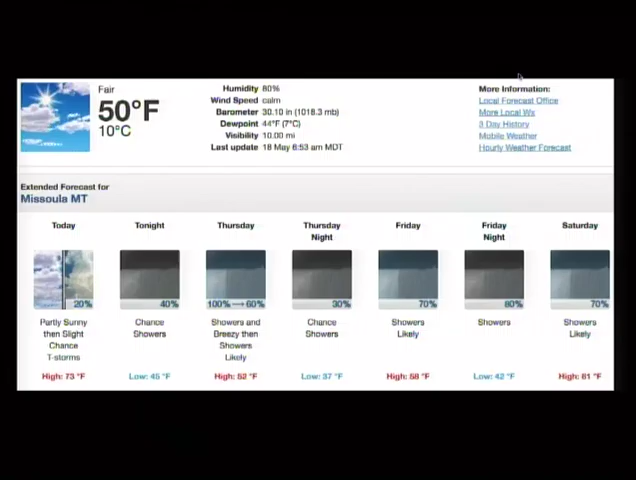 Fair
50°F
10°C
Humidity 80%
Wind Speed calm
Barometer 30.10 in (1018.3 mb)
Dewpoint 44°F (7°C)
Visibility 10.00 mi
Last update 18 May 6:53 am MDT
More Information:
Local Forecast Office
More Local Wx
3 Day History
Mobile Weather
Hourly Weather Forecast
Extended Forecast for
Missoula MT
Today
20%
Partly Sunny
then Slight
Chance
T-storms
High: 73 °F
Tonight
40%
Chance
Showers
Low: 45 °F
Thursday
100% → 60%
Showers and
Breezy then
Showers
Likely
High: 52 °F
Thursday
Night
30%
Chance
Showers
Low: 37 °F
Friday
70%
Showers
Likely
High: 58 °F
Friday
Night
80%
Showers
Low: 42 °F
Saturday
70%
Showers
Likely
High: 61 °F